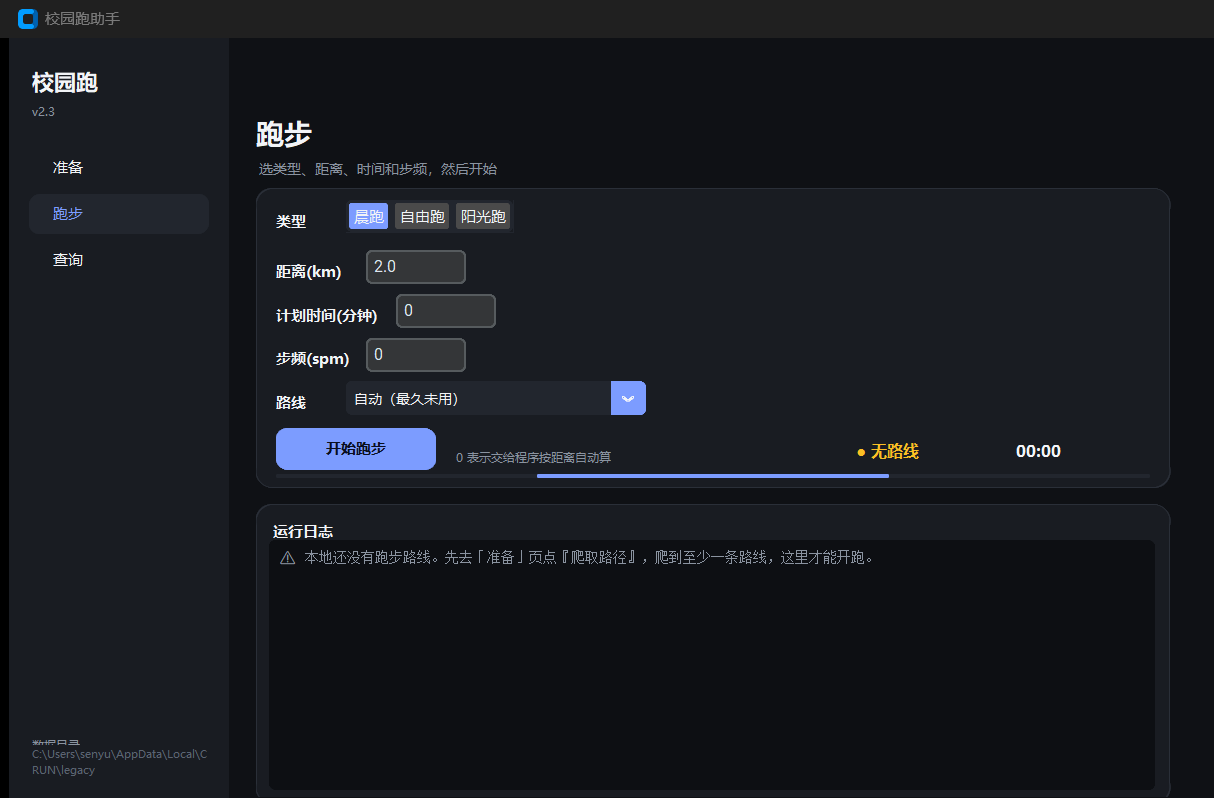 校园跑助手
校园跑
v2.3
准备
跑步
查询
数据目录
C:\Users\senyu\AppData\Local\C
RUN\legacy
跑步
选类型、距离、时间和步频，然后开始
类型 晨跑 自由跑 阳光跑
距离(km) 2.0
计划时间(分钟) 0
步频(spm) 0
路线 自动（最久未用）
开始跑步 0 表示交给程序按距离自动算 ● 无路线 00:00
运行日志
⚠ 本地还没有跑步路线。先去「准备」页点『爬取路径』，爬到至少一条路线，这里才能开跑。